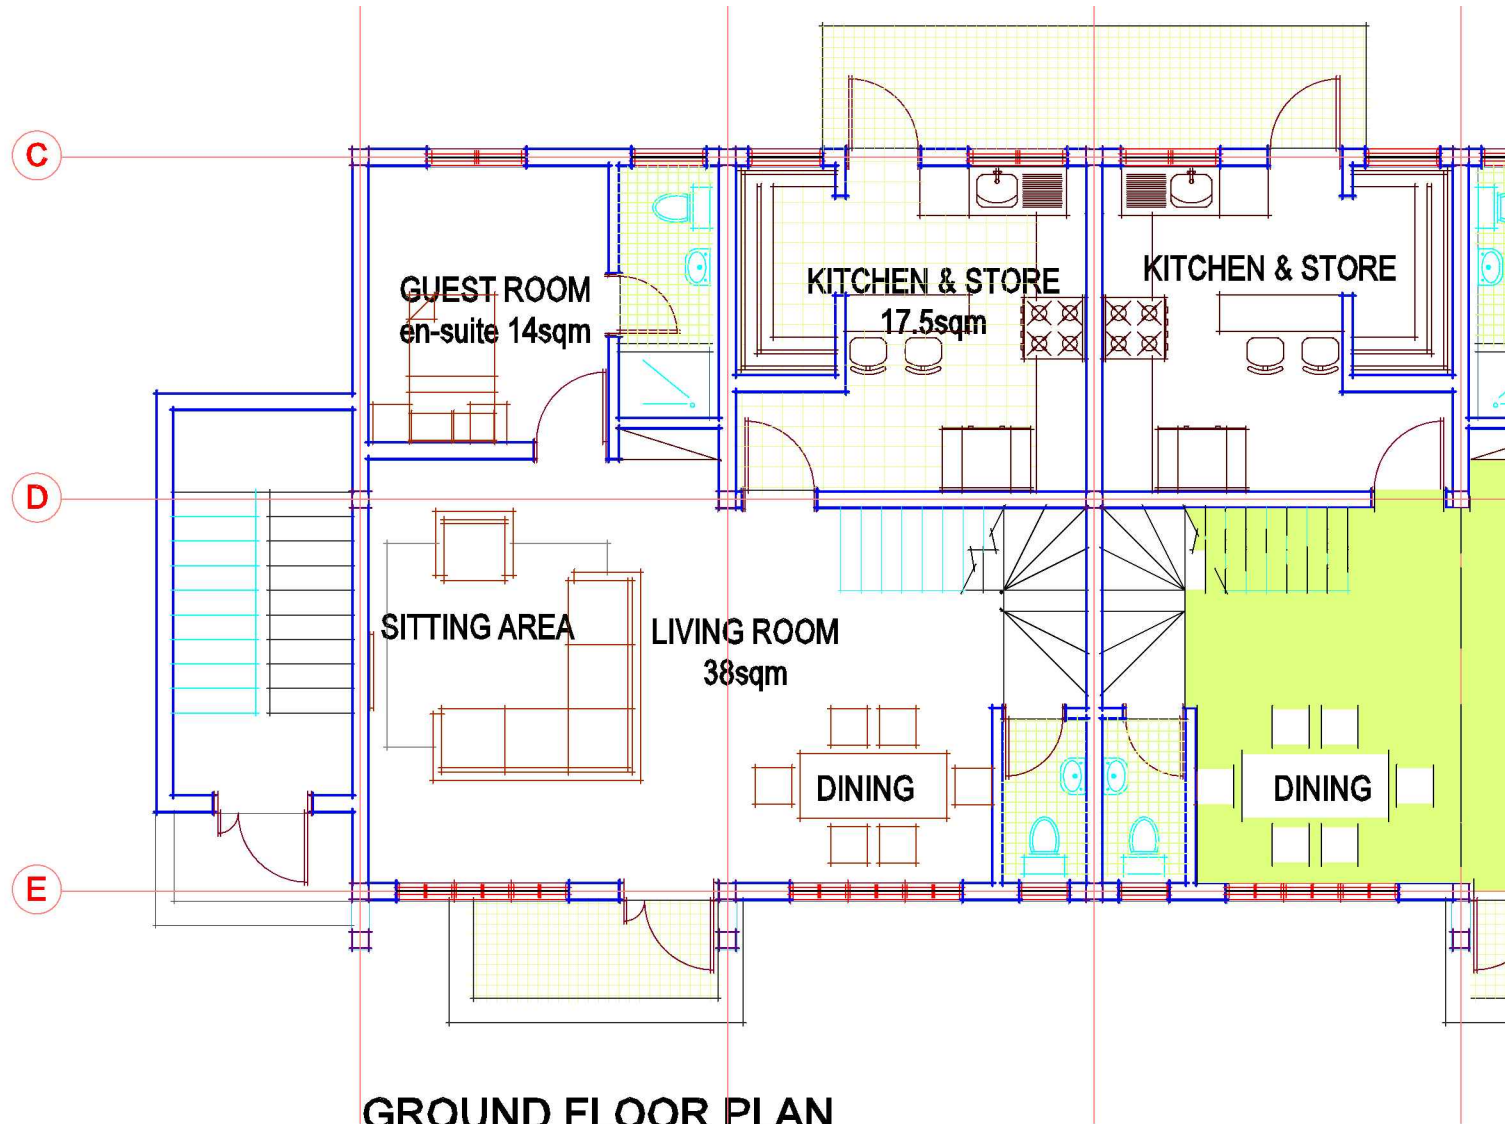 C
KITCHEN & STORE
GUEST ROOM
en-suite 14sqm
KITCHEN & STORE
17.5sqm
D
SITTING AREA
LIVING ROOM
38sqm
DINING
DINING
E
GROUND FLOOR PLAN